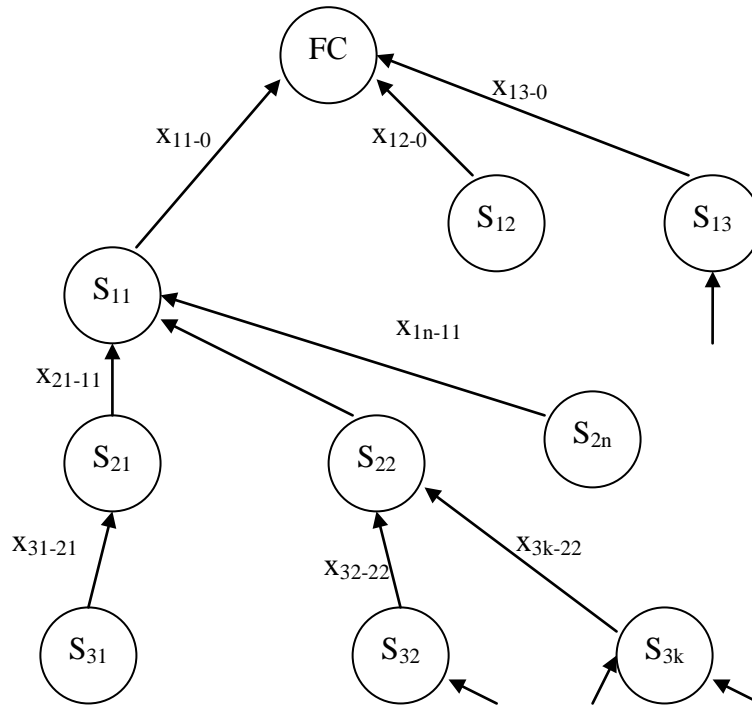 FC
x13-0
x11-0
x12-0
S12
S13
S11
x1n-11
x21-11
S2n
S21
S22
x31-21
x3k-22
x32-22
S31
S32
S3k